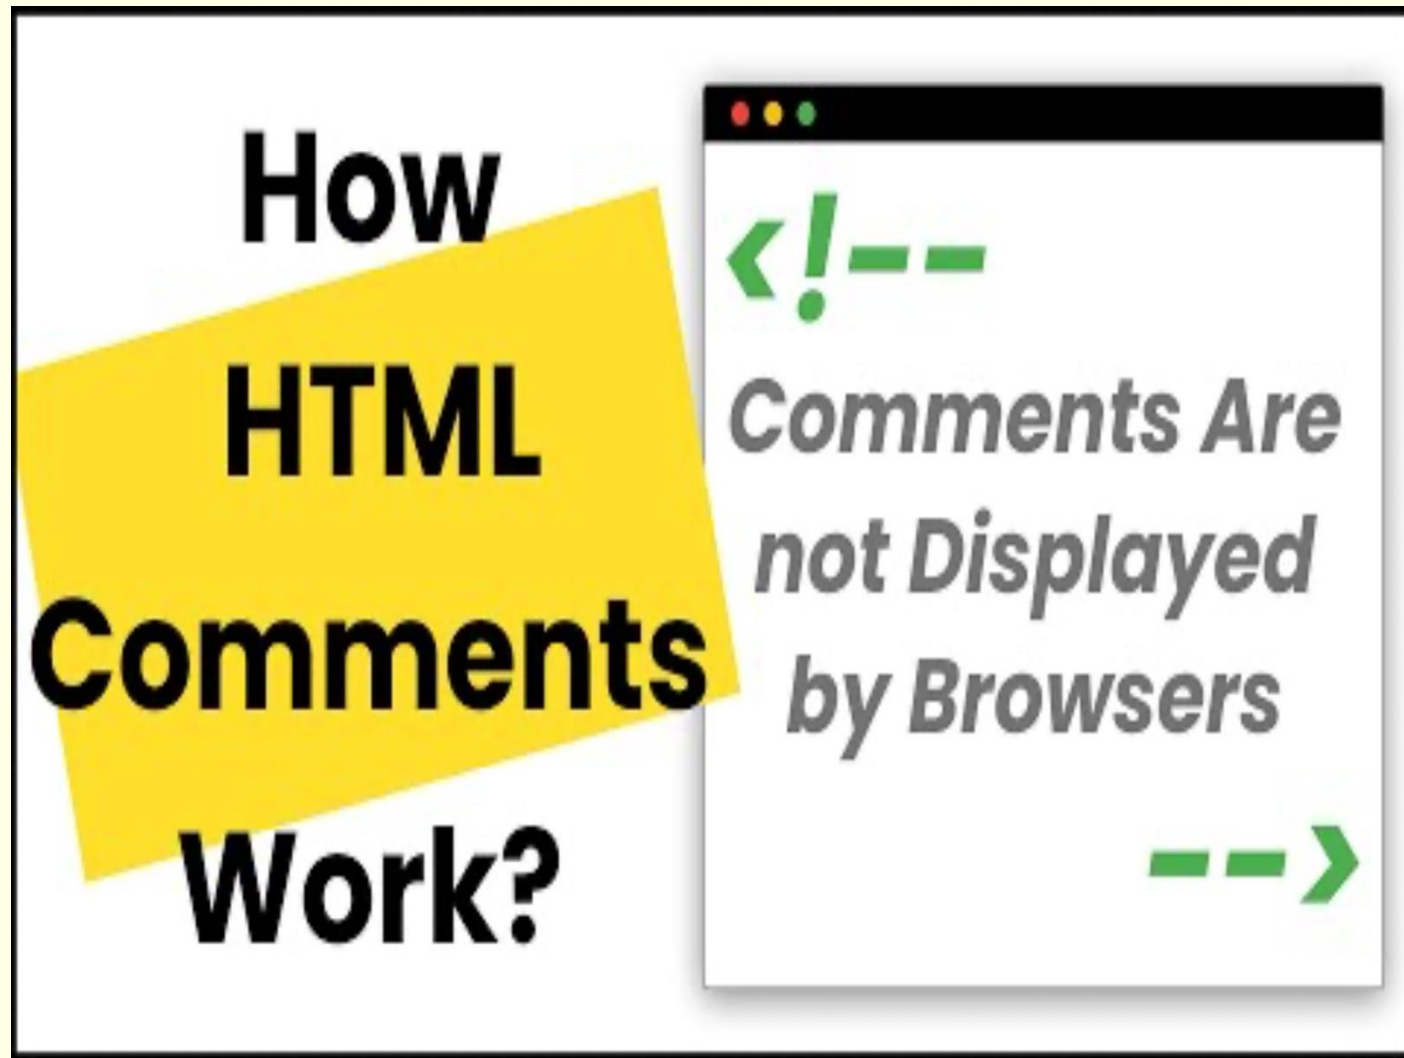 How
HTML
Comments
Work?
<!--
Comments Are
not Displayed
by Browsers
-->